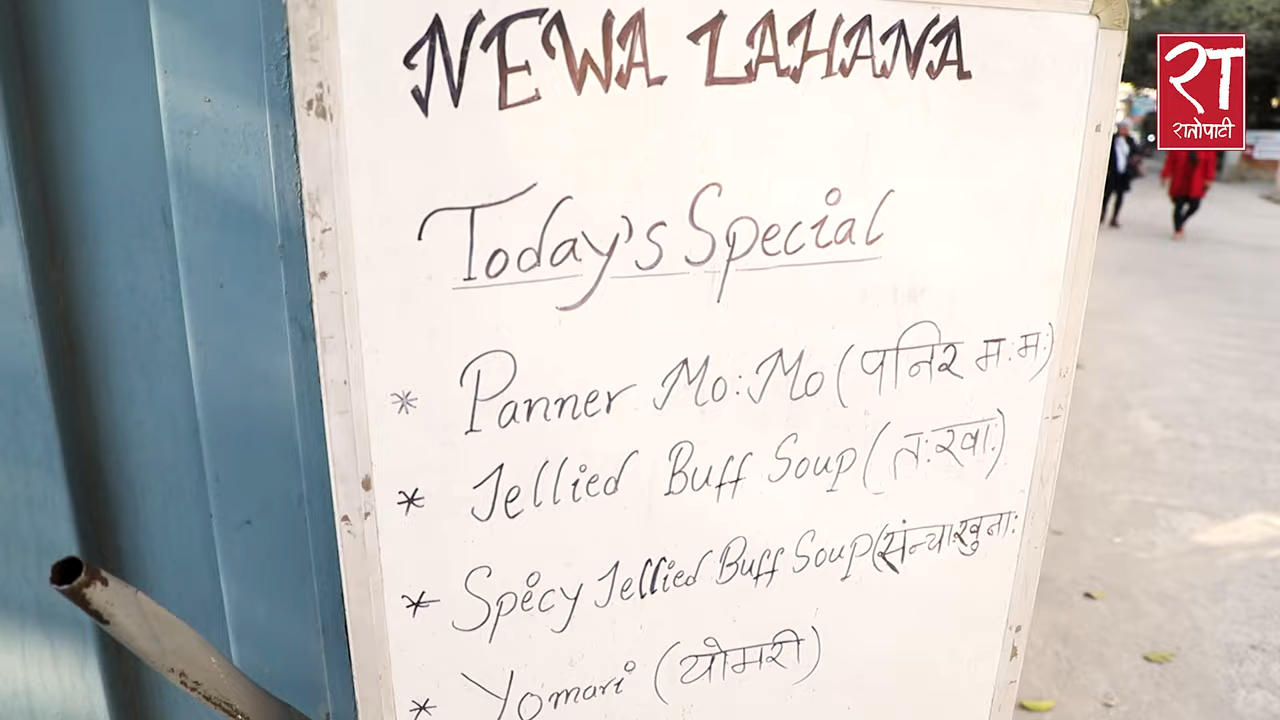 NEWA LAHANA
Today's Special
* Panner Mo:Mo (पनिर म:म:)
* Jellied Buff Soup (त:खा:)
* Spicy Jellied Buff Soup (सन्चाखुना:
* Yomari (योमरी)
रा
रातोपाटी